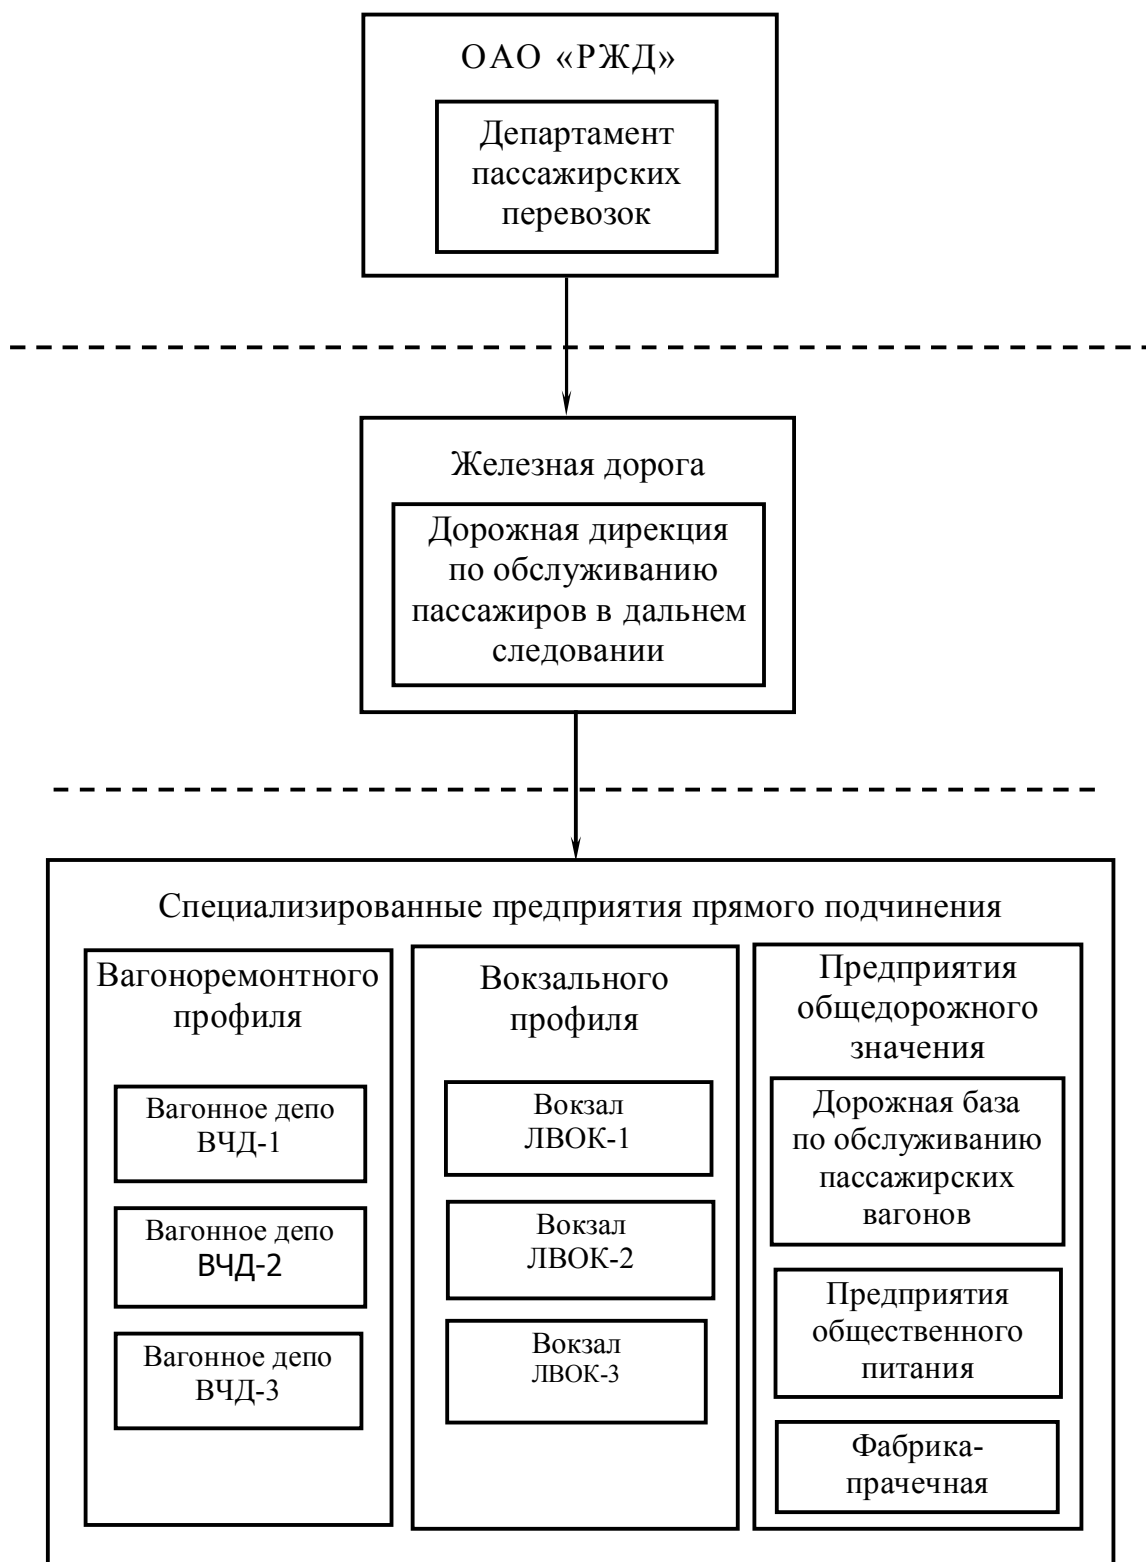 ОАО «РЖД»
Департамент
пассажирских
перевозок
Железная дорога
Дорожная дирекция
по обслуживанию
пассажиров в дальнем
следовании
Специализированные предприятия прямого подчинения
Вагоноремонтного
профиля
Вагонное депо
ВЧД-1
Вагонное депо
ВЧД-2
Вагонное депо
ВЧД-3
Вокзального
профиля
Вокзал
ЛВОК-1
Вокзал
ЛВОК-2
Вокзал
ЛВОК-3
Предприятия
общедорожного
значения
Дорожная база
по обслуживанию
пассажирских
вагонов
Предприятия
общественного
питания
Фабрика-
прачечная